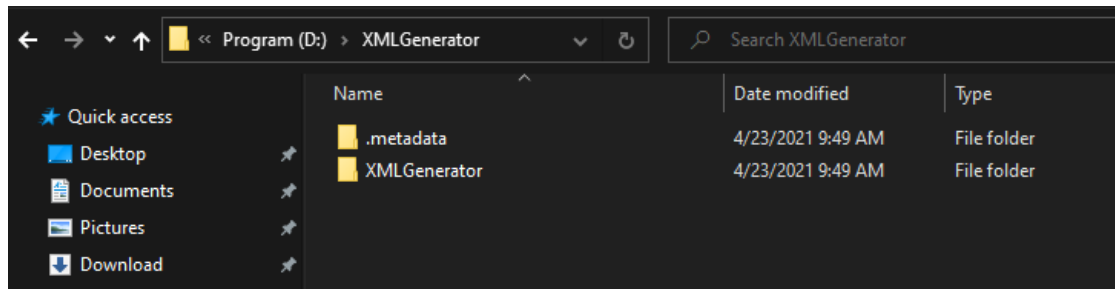 « Program (D:) > XMLGenerator
Search XMLGenerator
Name Date modified Type
Quick access
Desktop
Documents
Pictures
Download
.metadata 4/23/2021 9:49 AM File folder
XMLGenerator 4/23/2021 9:49 AM File folder